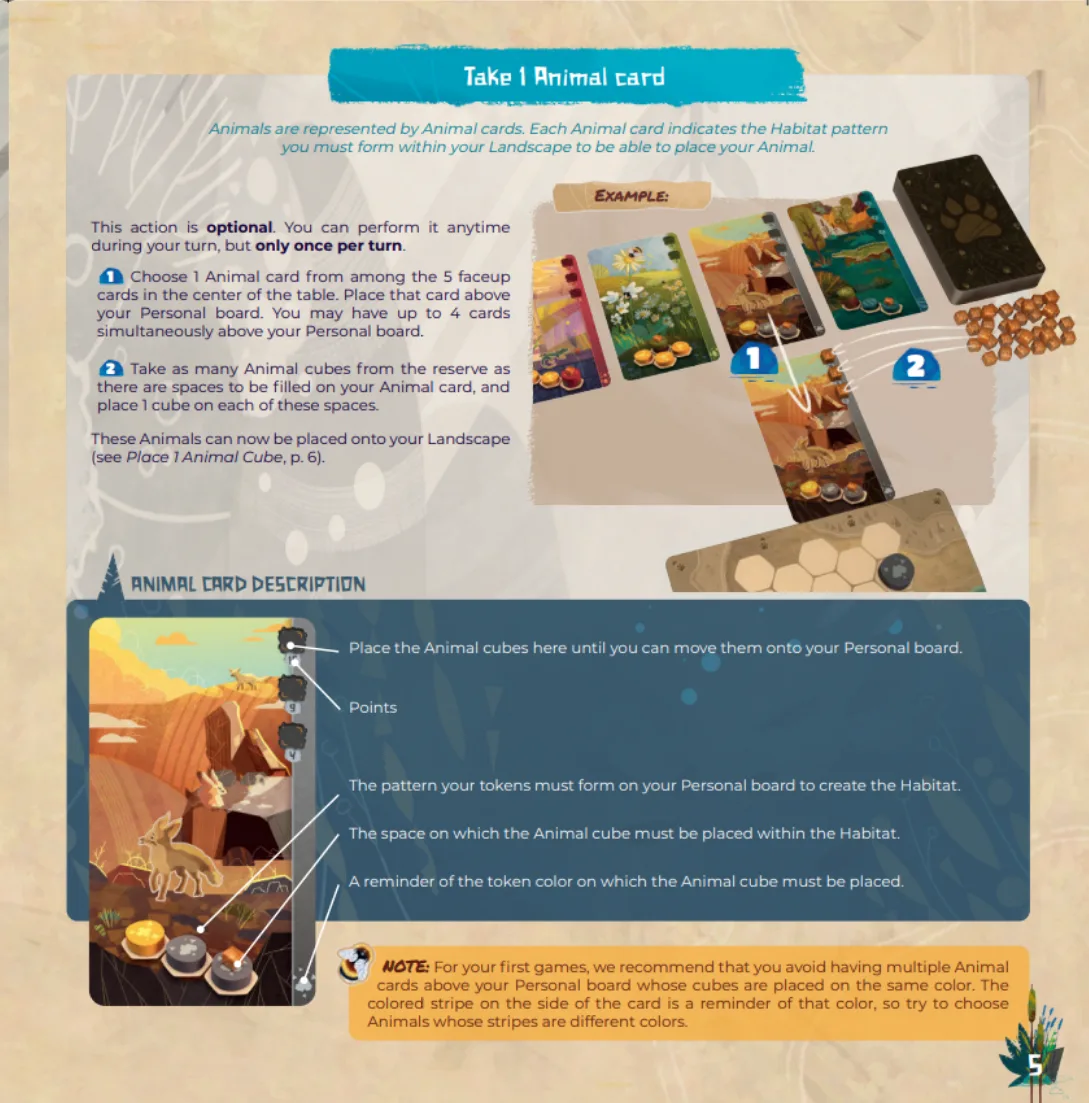 Take 1 Animal card
Animals are represented by Animal cards. Each Animal card indicates the Habitat pattern
you must form within your Landscape to be able to place your Animal.
This action is optional. You can perform it anytime
during your turn, but only once per turn.
1 Choose 1 Animal card from among the 5 faceup
cards in the center of the table. Place that card above
your Personal board. You may have up to 4 cards
simultaneously above your Personal board.
2 Take as many Animal cubes from the reserve as
there are spaces to be filled on your Animal card, and
place 1 cube on each of these spaces.
These Animals can now be placed onto your Landscape
(see Place 1 Animal Cube, p. 6).
EXAMPLE:
1
2
ANIMAL CARD DESCRIPTION
Place the Animal cubes here until you can move them onto your Personal board.
Points
9
4
The pattern your tokens must form on your Personal board to create the Habitat.
The space on which the Animal cube must be placed within the Habitat.
A reminder of the token color on which the Animal cube must be placed.
NOTE: For your first games, we recommend that you avoid having multiple Animal
cards above your Personal board whose cubes are placed on the same color. The
colored stripe on the side of the card is a reminder of that color, so try to choose
Animals whose stripes are different colors.
5